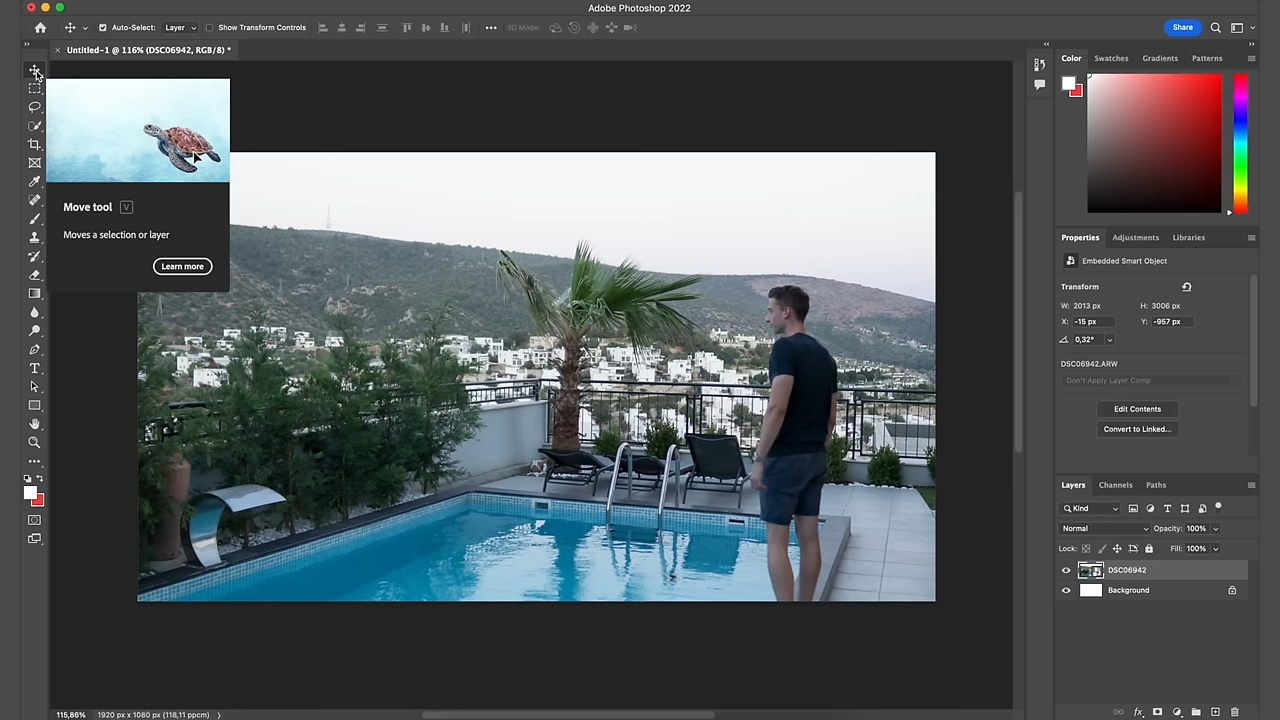 Adobe Photoshop 2022
Auto-Select: Layer Show Transform Controls 3D Mode: Share
Untitled-1 @ 116% (DSC06942, RGB/8) *
Color Swatches Gradients Patterns
Move tool V
Moves a selection or layer
Learn more
Properties Adjustments Libraries
Embedded Smart Object
Transform
W: 2013 px H: 3006 px
X: -15 px Y: -957 px
0,32°
DSC06942.ARW
Don't Apply Layer Comp
Edit Contents
Convert to Linked...
Layers Channels Paths
Kind
Normal Opacity: 100%
Lock: Fill: 100%
DSC06942
Background
115,86% 1920 px x 1080 px (118,11 ppcm)